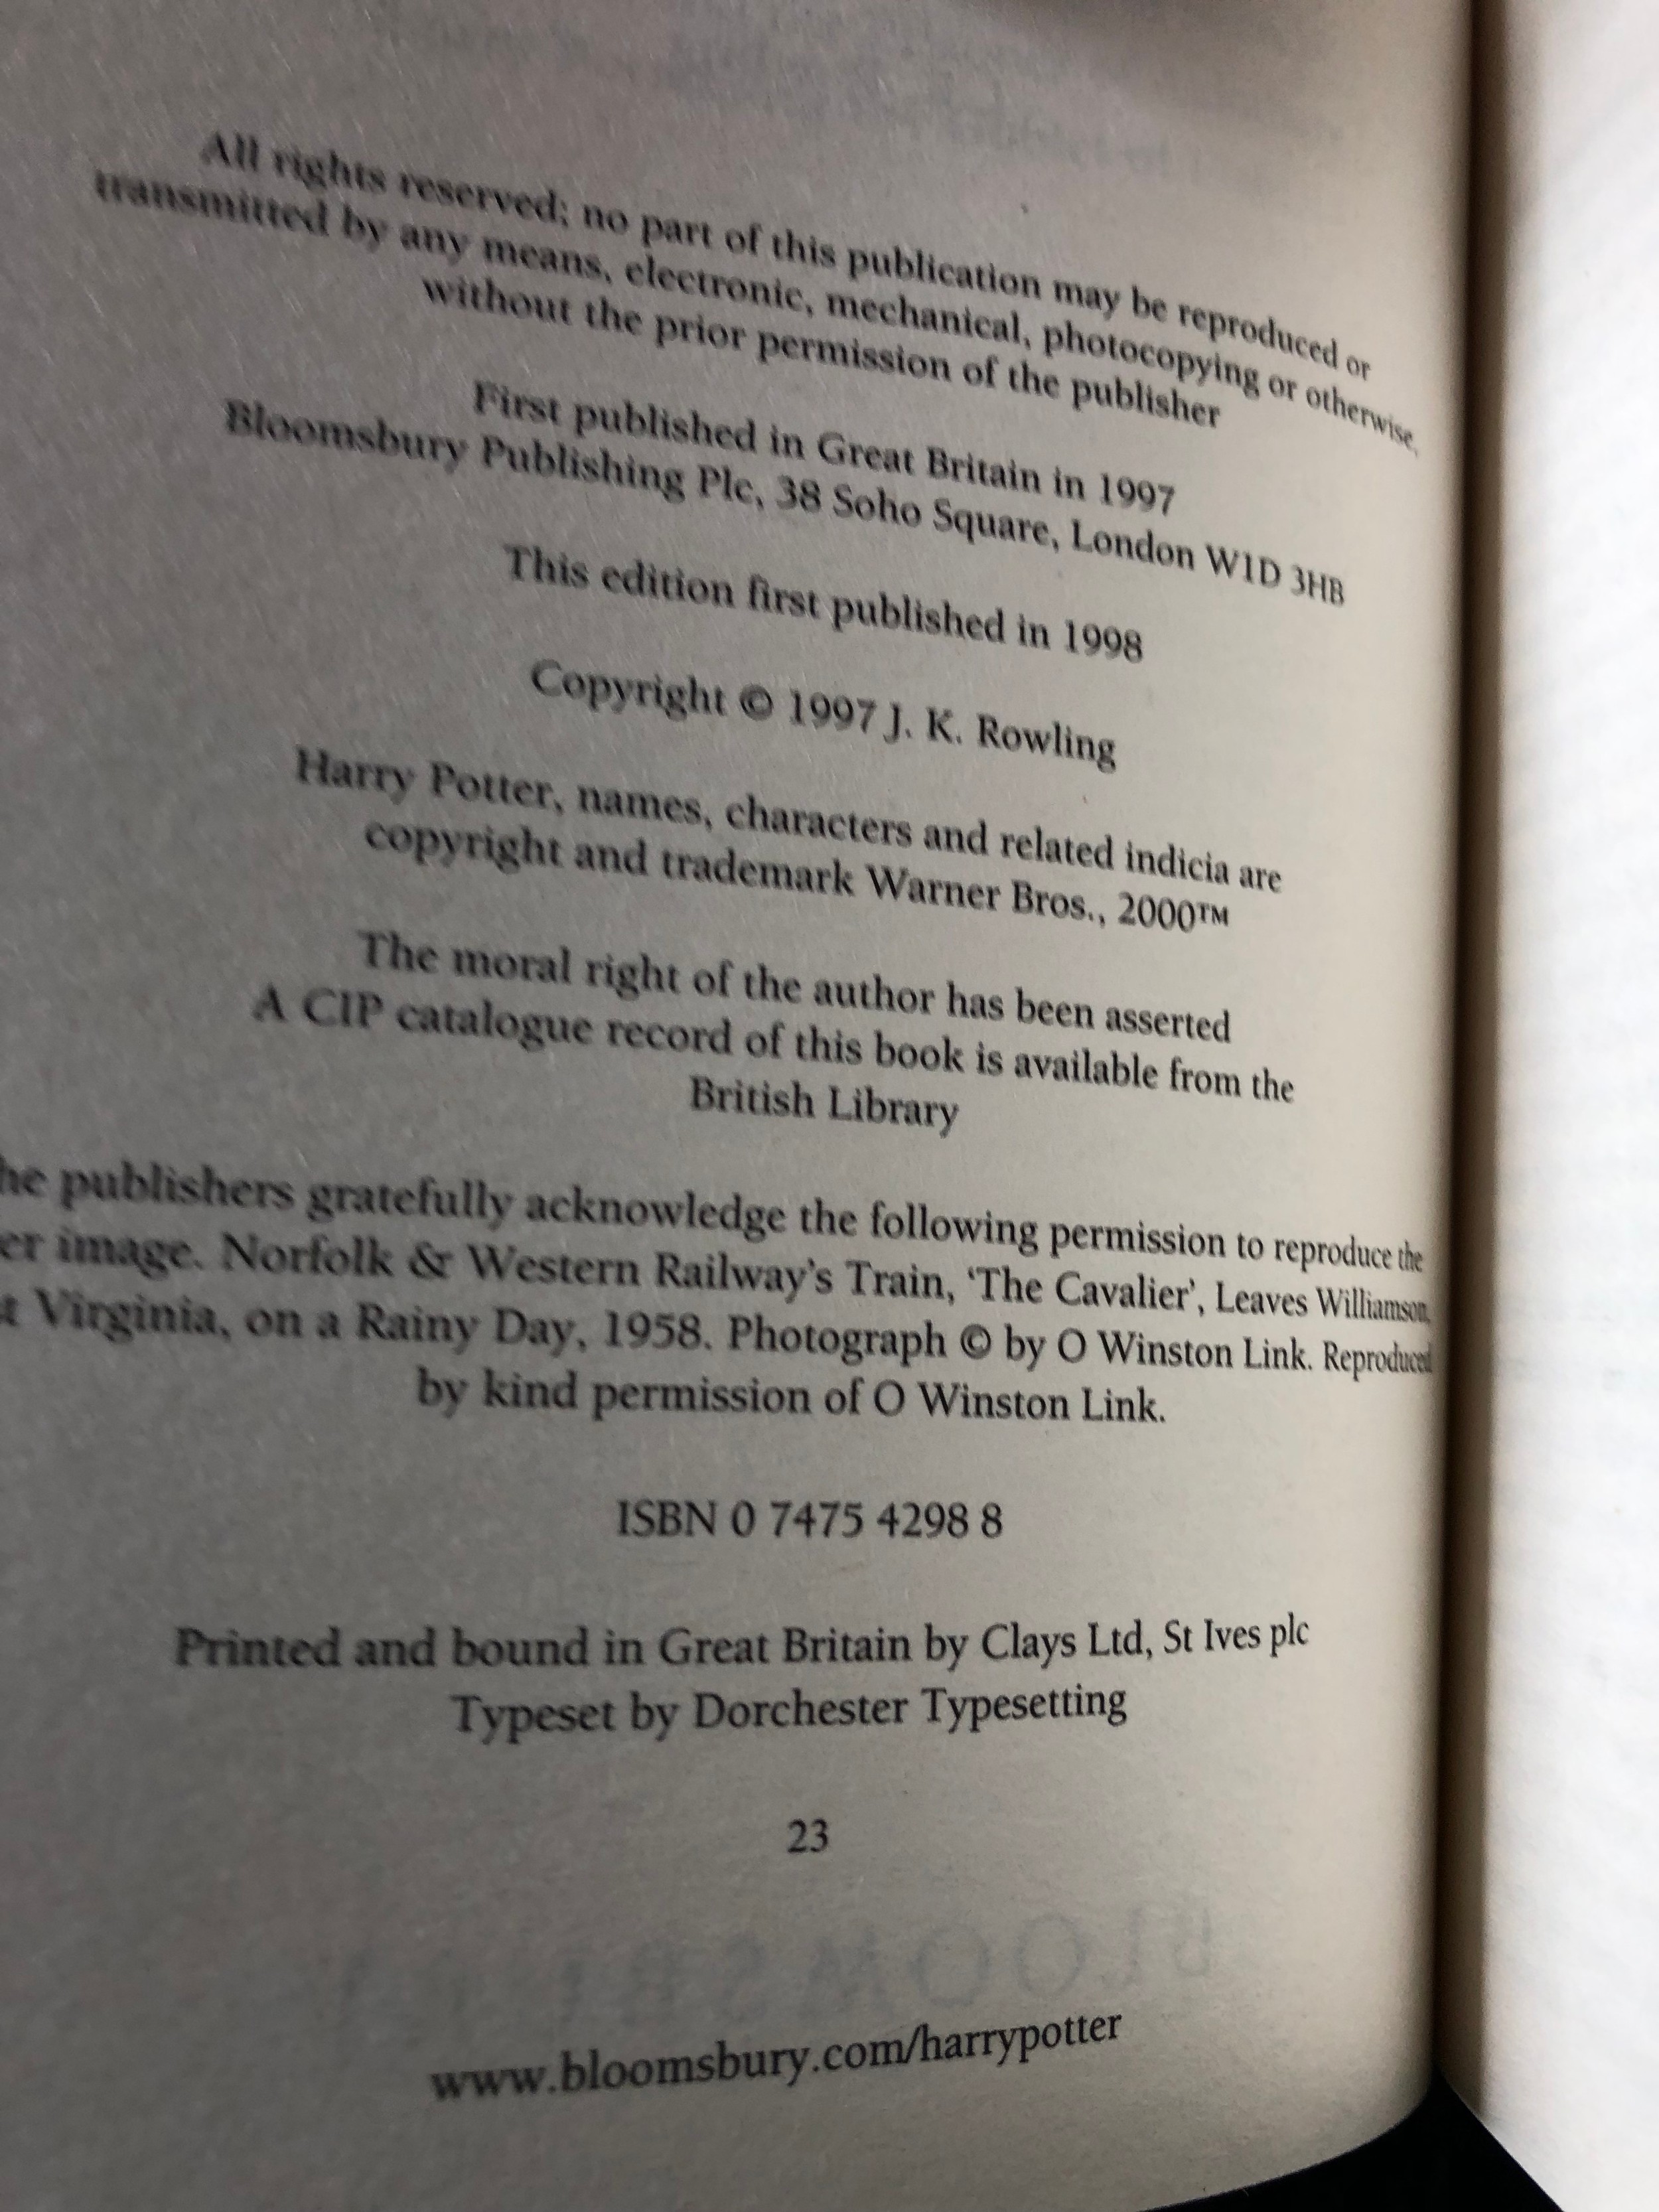 All rights reserved; no part of this publication may be reproduced or
transmitted by any means, electronic, mechanical, photocopying or otherwise,
without the prior permission of the publisher
First published in Great Britain in 1997
Bloomsbury Publishing Plc, 38 Soho Square, London W1D 3HB
This edition first published in 1998
Copyright © 1997 J. K. Rowling
Harry Potter, names, characters and related indicia are
copyright and trademark Warner Bros., 2000™
The moral right of the author has been asserted
A CIP catalogue record of this book is available from the
British Library
he publishers gratefully acknowledge the following permission to reproduce the
er image. Norfolk & Western Railway's Train, 'The Cavalier', Leaves Williamson,
t Virginia, on a Rainy Day, 1958. Photograph © by O Winston Link. Reproduced
by kind permission of O Winston Link.
ISBN 0 7475 4298 8
Printed and bound in Great Britain by Clays Ltd, St Ives plc
Typeset by Dorchester Typesetting
23
BLOOMSBURY
www.bloomsbury.com/harrypotter